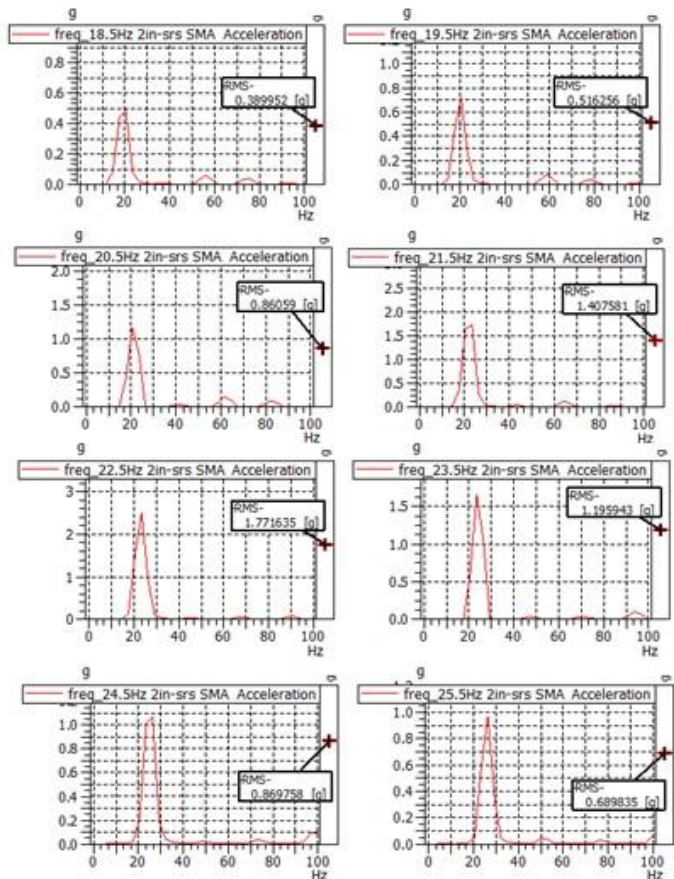 g
g
freq_18.5Hz 2in-srs SMA Acceleration
freq_19.5Hz 2in-srs SMA Acceleration
g
g
0.8
0.6
0.4
0.2
0.0
RMS-
0.389952 [g]
0 20 40 60 80 100
Hz
1.0
0.8
0.6
0.4
0.2
0.0
RMS-
0.516256 [g]
0 20 40 60 80 100
Hz
g
g
freq_20.5Hz 2in-srs SMA Acceleration
freq_21.5Hz 2in-srs SMA Acceleration
g
g
2.0
1.5
1.0
0.5
0.0
RMS-
0.86059 [g]
0 20 40 60 80 100
Hz
2.5
2.0
1.5
1.0
0.5
0.0
RMS-
1.407581 [g]
0 20 40 60 80 100
Hz
g
g
freq_22.5Hz 2in-srs SMA Acceleration
freq_23.5Hz 2in-srs SMA Acceleration
g
g
3
2
1
0
RMS-
1.771635 [g]
0 20 40 60 80 100
Hz
1.5
1.0
0.5
0.0
RMS-
1.195943 [g]
0 20 40 60 80 100
Hz
g
g
freq_24.5Hz 2in-srs SMA Acceleration
freq_25.5Hz 2in-srs SMA Acceleration
g
g
1.0
0.8
0.6
0.4
0.2
0.0
RMS-
0.869758 [g]
0 20 40 60 80 100
Hz
1.0
0.8
0.6
0.4
0.2
0.0
RMS-
0.689835 [g]
0 20 40 60 80 100
Hz